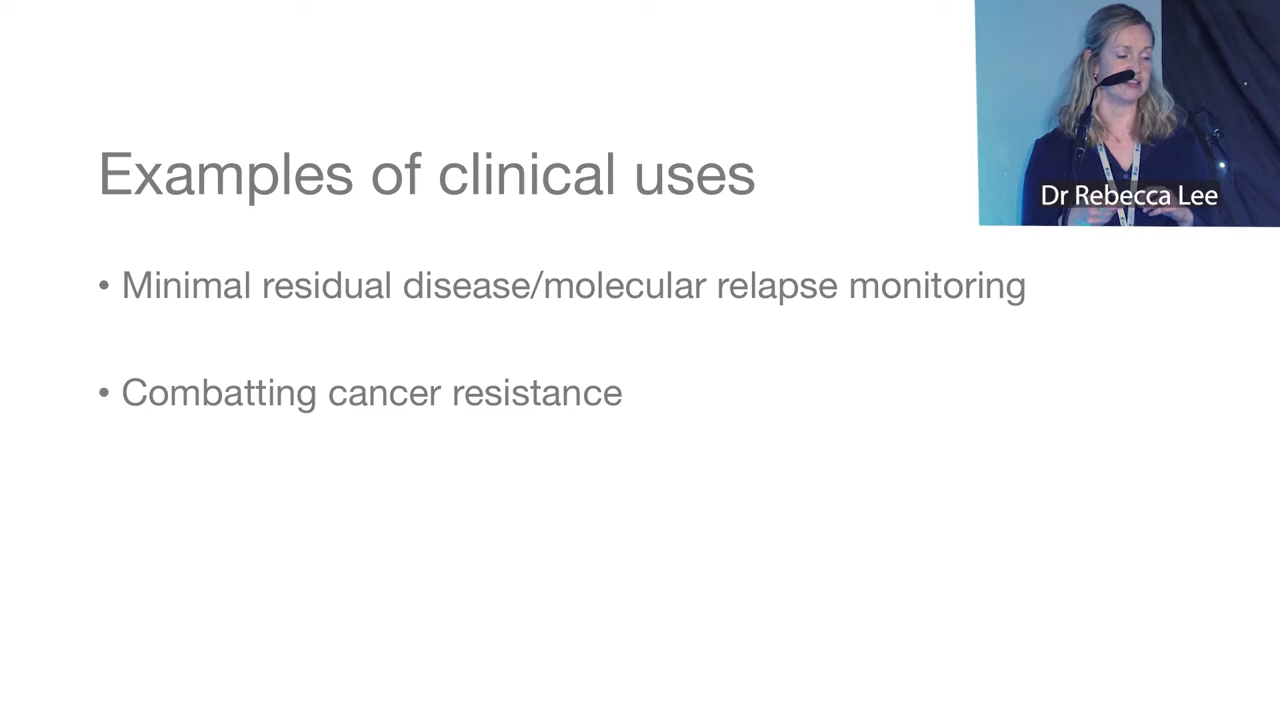 Examples of clinical uses
Dr Rebecca Lee
• Minimal residual disease/molecular relapse monitoring
• Combatting cancer resistance